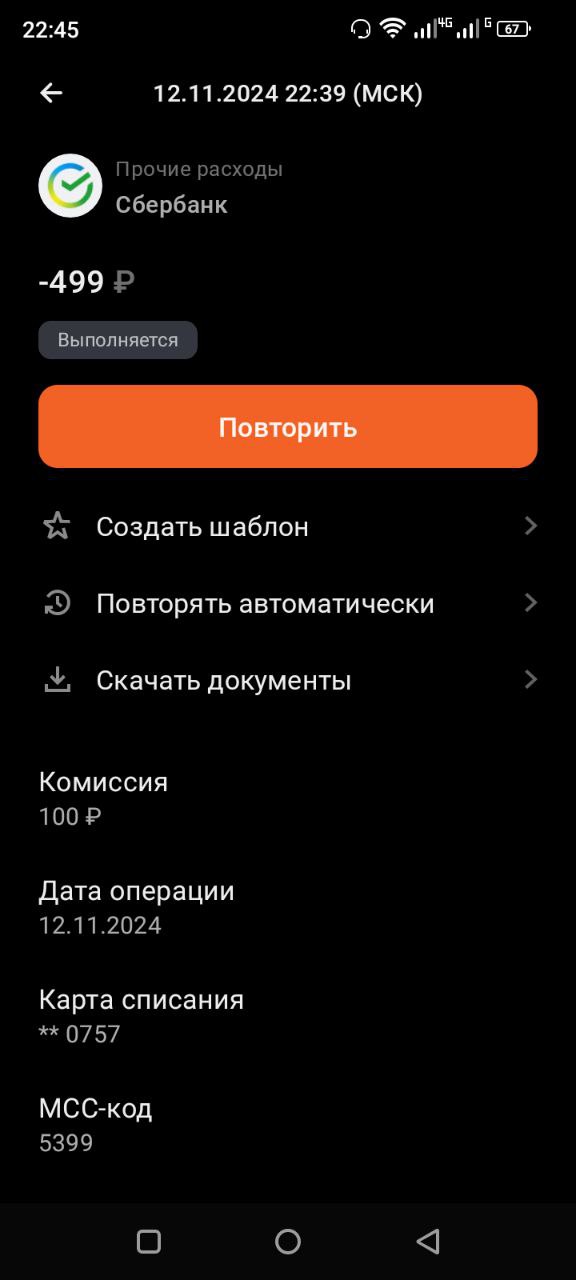 22:45
4G G 67
12.11.2024 22:39 (МСК)
Прочие расходы
Сбербанк
-499 ₽
Выполняется
Повторить
Создать шаблон
Повторять автоматически
Скачать документы
Комиссия
100 ₽
Дата операции
12.11.2024
Карта списания
** 0757
МСС-код
5399